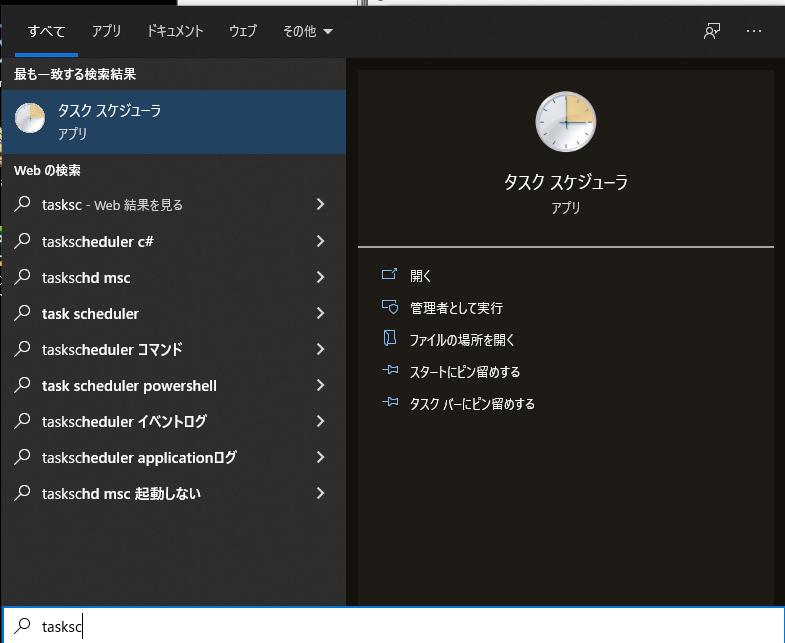 すべて アプリ ドキュメント ウェブ その他
最も一致する検索結果
タスク スケジューラ
アプリ
Web の検索
tasksc - Web 結果を見る
taskscheduler c#
taskschd msc
task scheduler
taskscheduler コマンド
task scheduler powershell
taskscheduler イベントログ
taskscheduler applicationログ
taskschd msc 起動しない
タスク スケジューラ
アプリ
開く
管理者として実行
ファイルの場所を開く
スタートにピン留めする
タスク バーにピン留めする
tasksc